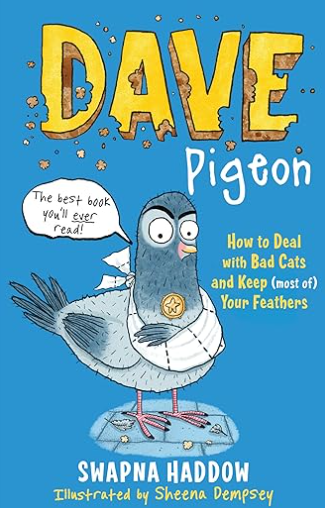 DAVE
Pigeon
The best book
you'll ever
read!
How to Deal
with Bad Cats
and Keep (most of)
Your Feathers
SWAPNA HADDOW
Illustrated by Sheena Dempsey